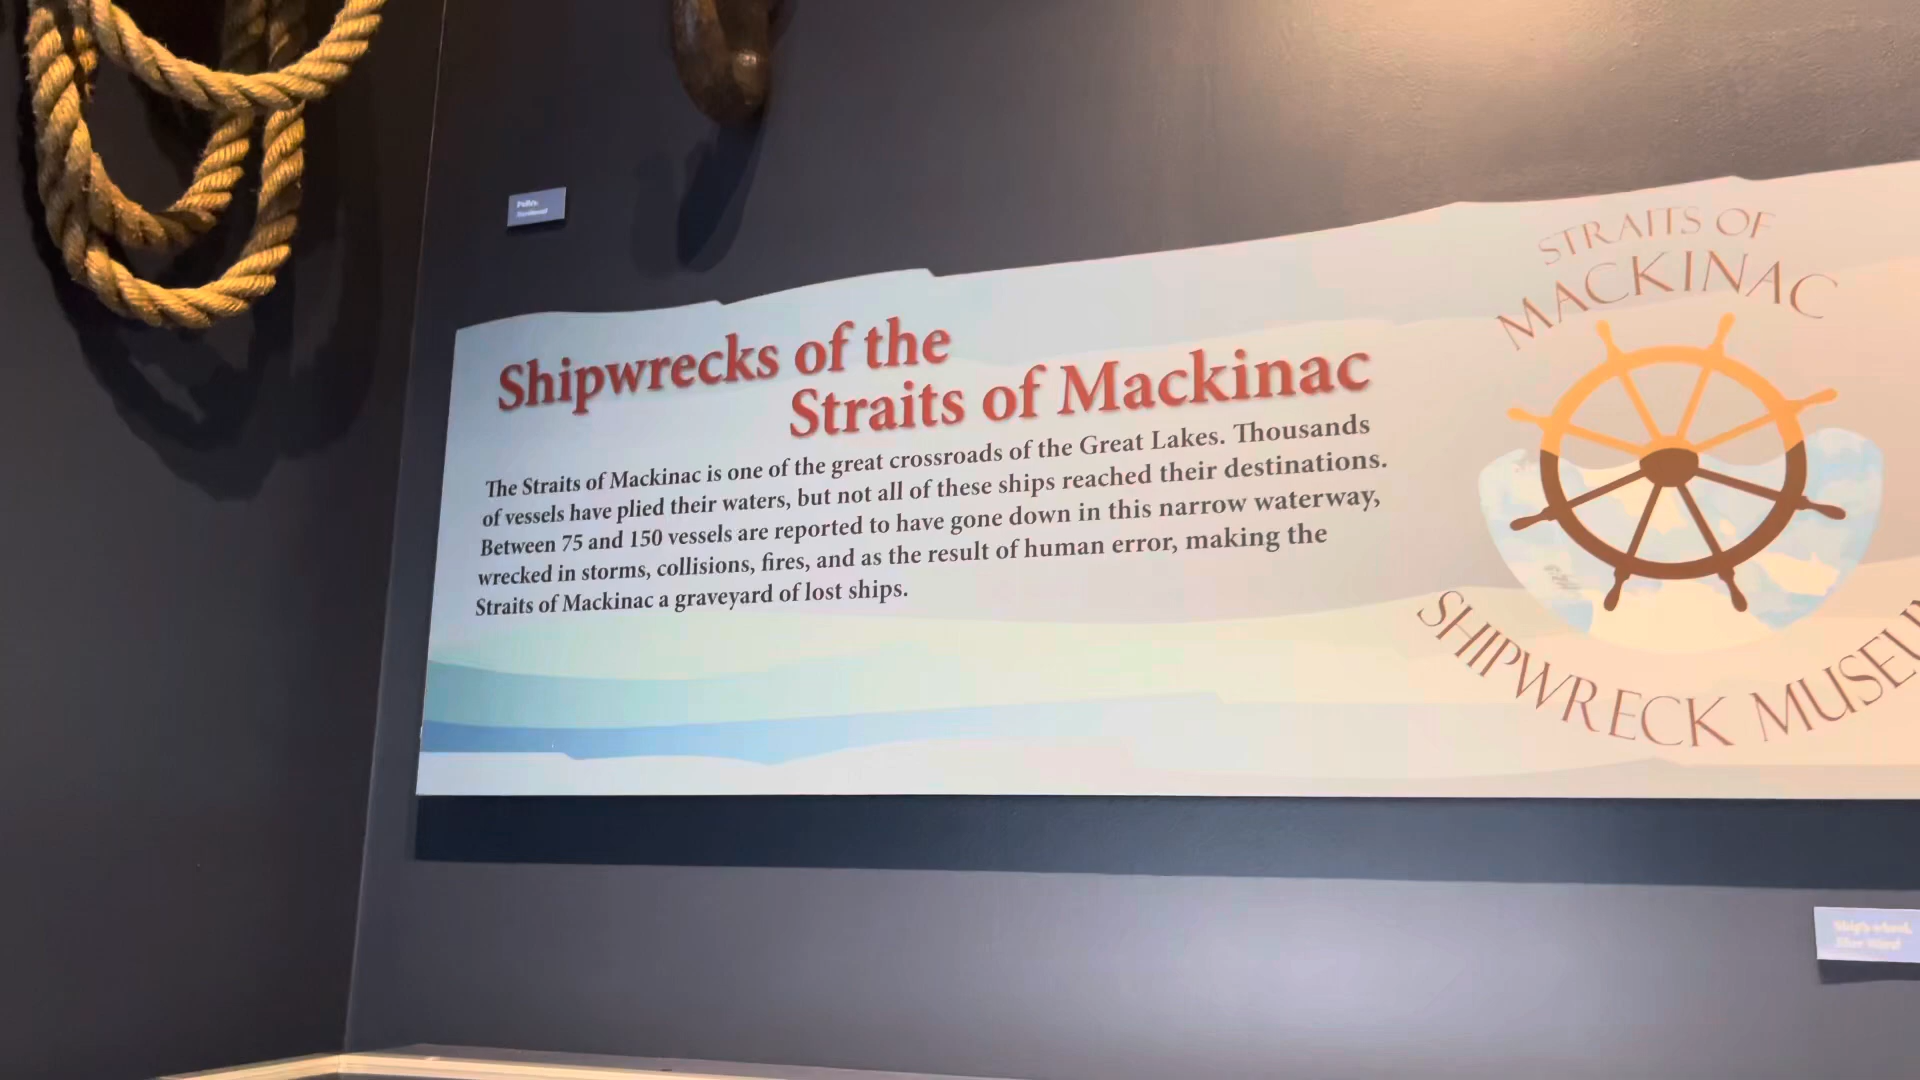 Shipwrecks of the
Straits of Mackinac
The Straits of Mackinac is one of the great crossroads of the Great Lakes. Thousands
of vessels have plied their waters, but not all of these ships reached their destinations.
Between 75 and 150 vessels are reported to have gone down in this narrow waterway,
wrecked in storms, collisions, fires, and as the result of human error, making the
Straits of Mackinac a graveyard of lost ships.
STRAITS OF
MACKINAC
SHIPWRECK MUSEU
Ship's wheel,